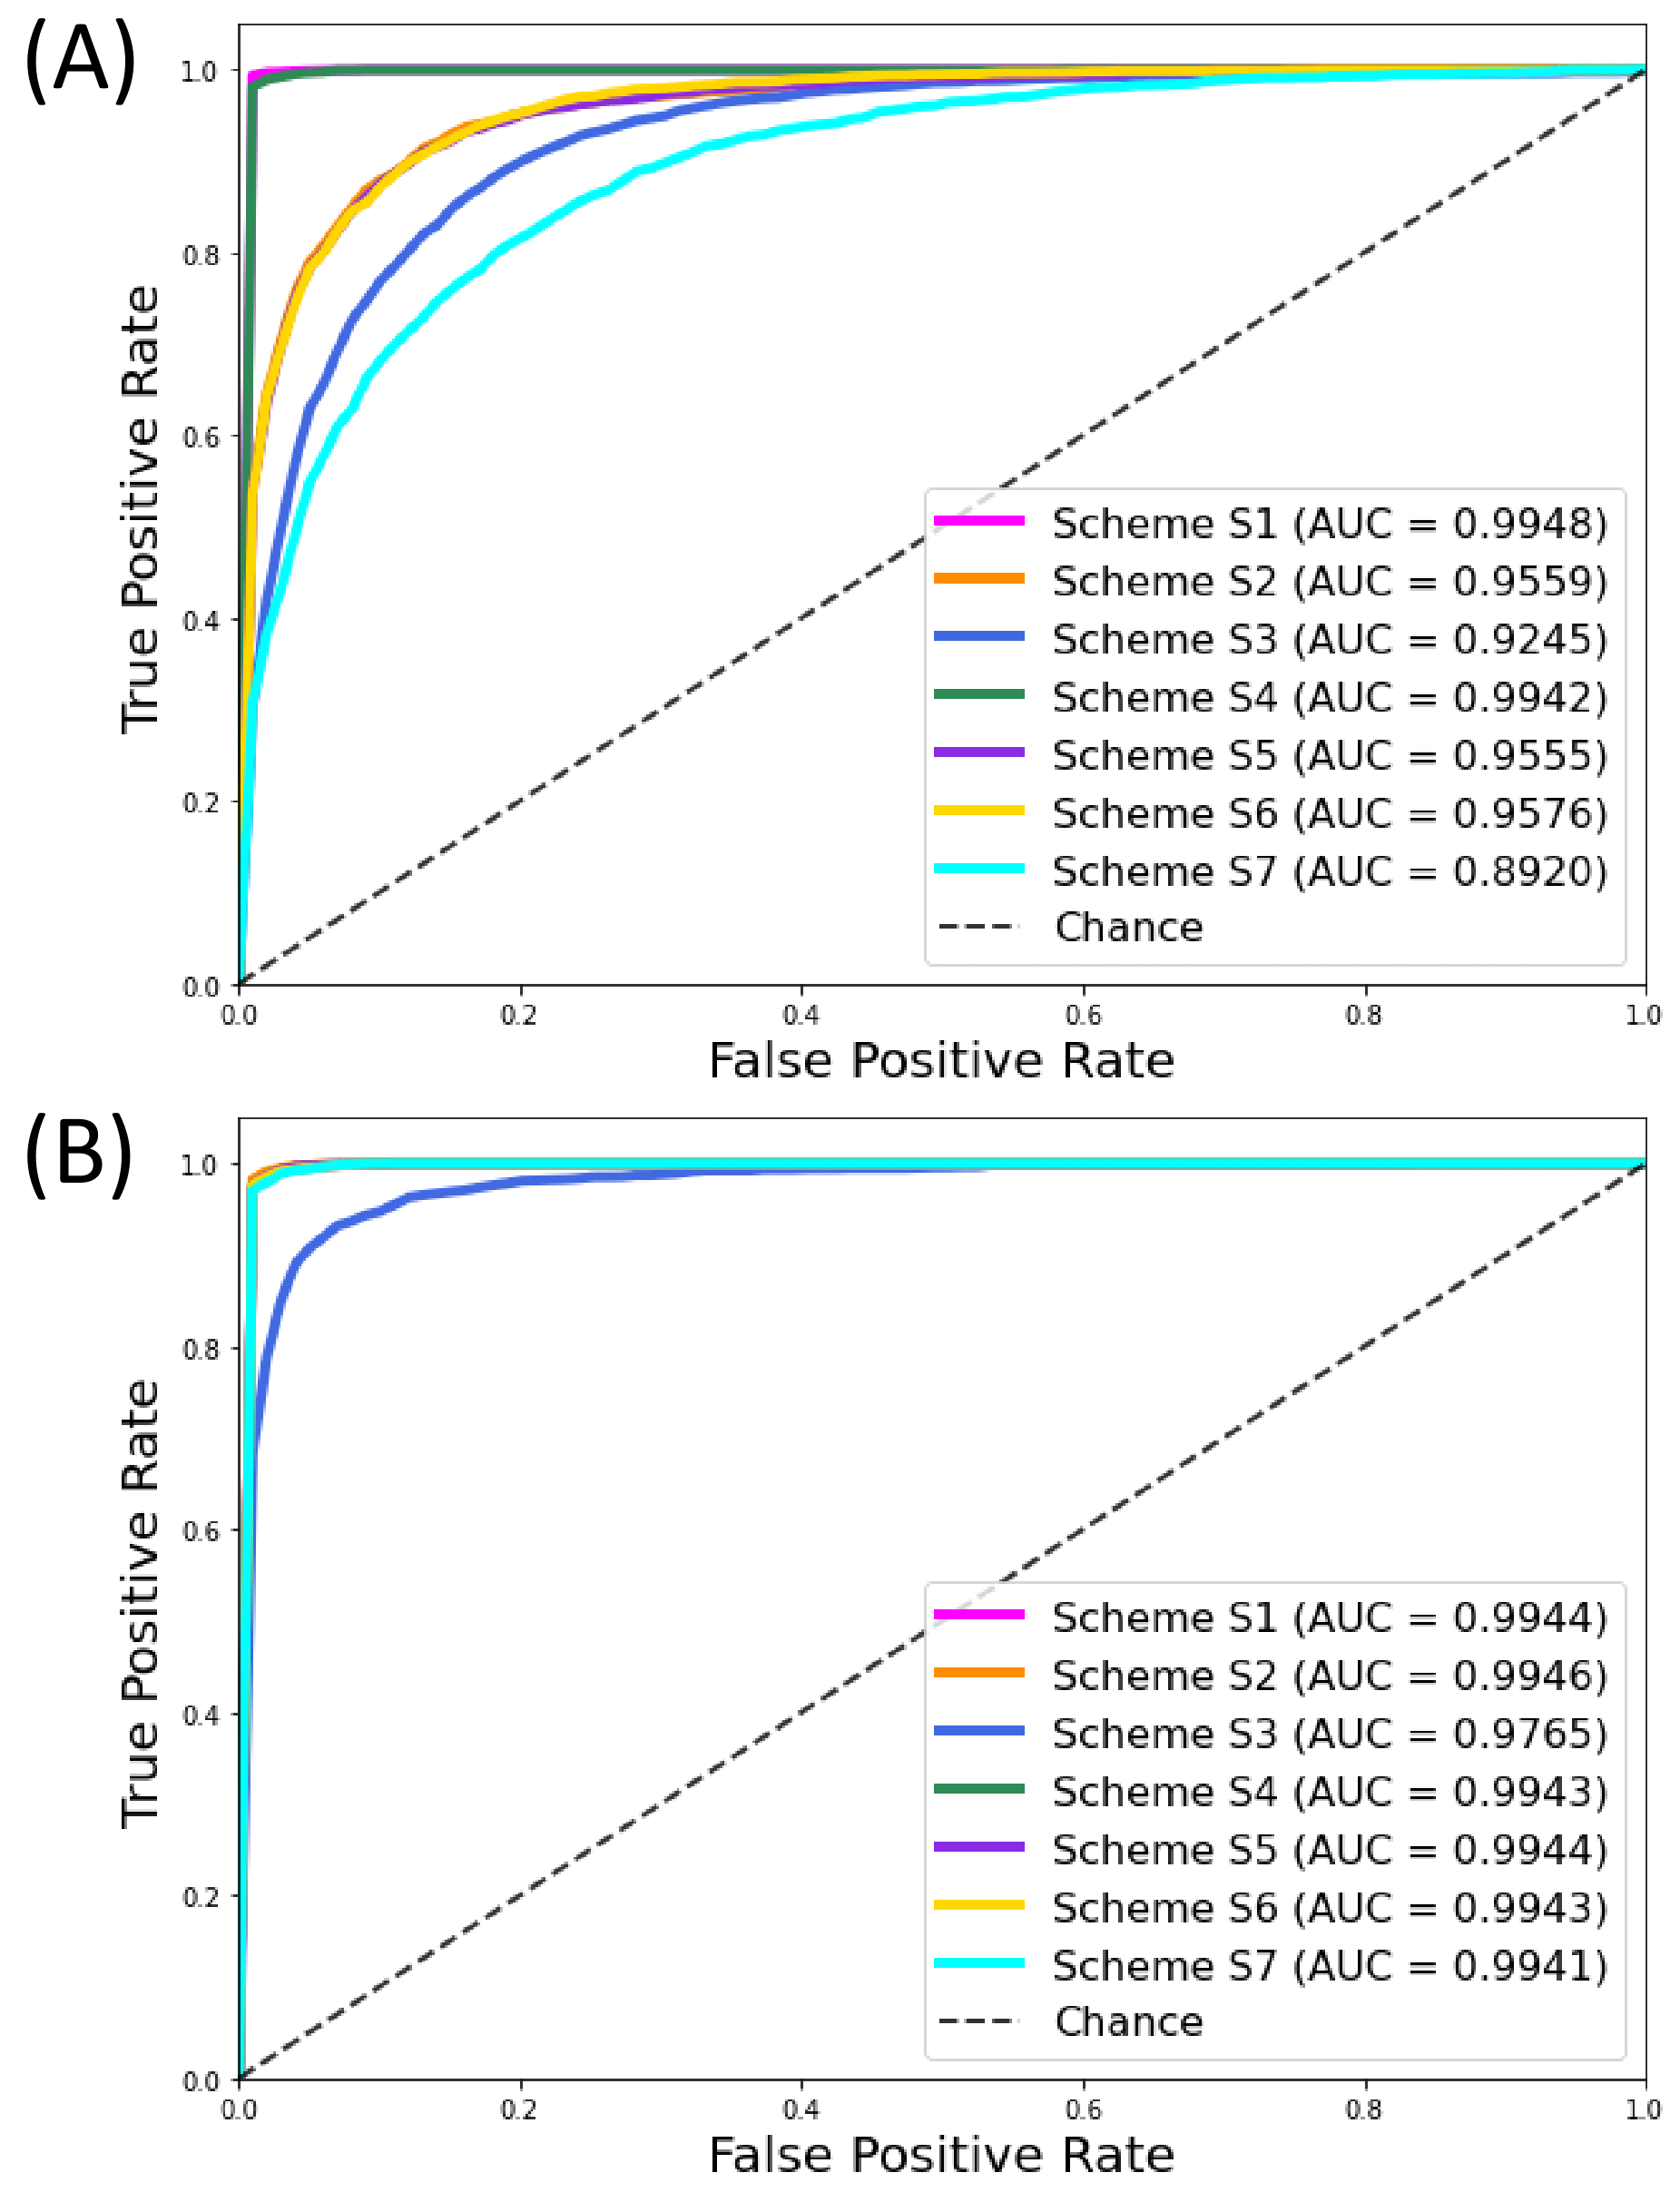 (A)
1.0
0.8
0.6
0.4
0.2
0.0
True Positive Rate
Scheme S1 (AUC = 0.9948)
Scheme S2 (AUC = 0.9559)
Scheme S3 (AUC = 0.9245)
Scheme S4 (AUC = 0.9942)
Scheme S5 (AUC = 0.9555)
Scheme S6 (AUC = 0.9576)
Scheme S7 (AUC = 0.8920)
Chance
0.0 0.2 0.4 0.6 0.8 1.0
False Positive Rate
(B)
1.0
0.8
0.6
0.4
0.2
0.0
True Positive Rate
Scheme S1 (AUC = 0.9944)
Scheme S2 (AUC = 0.9946)
Scheme S3 (AUC = 0.9765)
Scheme S4 (AUC = 0.9943)
Scheme S5 (AUC = 0.9944)
Scheme S6 (AUC = 0.9943)
Scheme S7 (AUC = 0.9941)
Chance
0.0 0.2 0.4 0.6 0.8 1.0
False Positive Rate